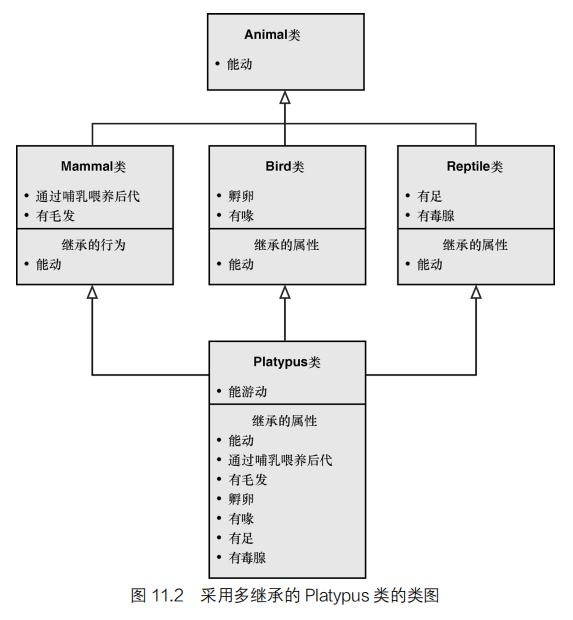 Animal类
• 能动
Mammal类
• 通过哺乳喂养后代
• 有毛发
继承的行为
• 能动
Bird类
• 孵卵
• 有喙
继承的属性
• 能动
Reptile类
• 有足
• 有毒腺
继承的属性
• 能动
Platypus类
• 能游动
继承的属性
• 能动
• 通过哺乳喂养后代
• 有毛发
• 孵卵
• 有喙
• 有足
• 有毒腺
图 11.2 采用多继承的 Platypus 类的类图